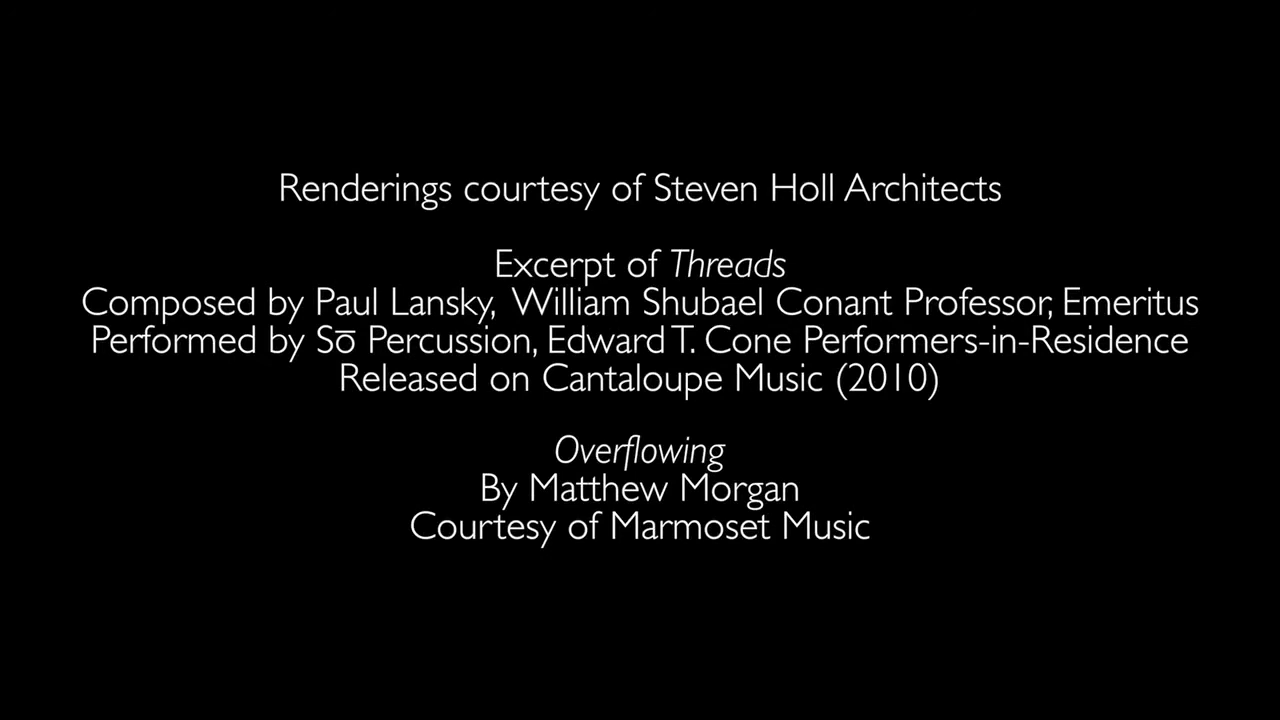 Renderings courtesy of Steven Holl Architects
Excerpt of Threads
Composed by Paul Lansky, William Shubael Conant Professor, Emeritus
Performed by Sō Percussion, Edward T. Cone Performers-in-Residence
Released on Cantaloupe Music (2010)
Overflowing
By Matthew Morgan
Courtesy of Marmoset Music